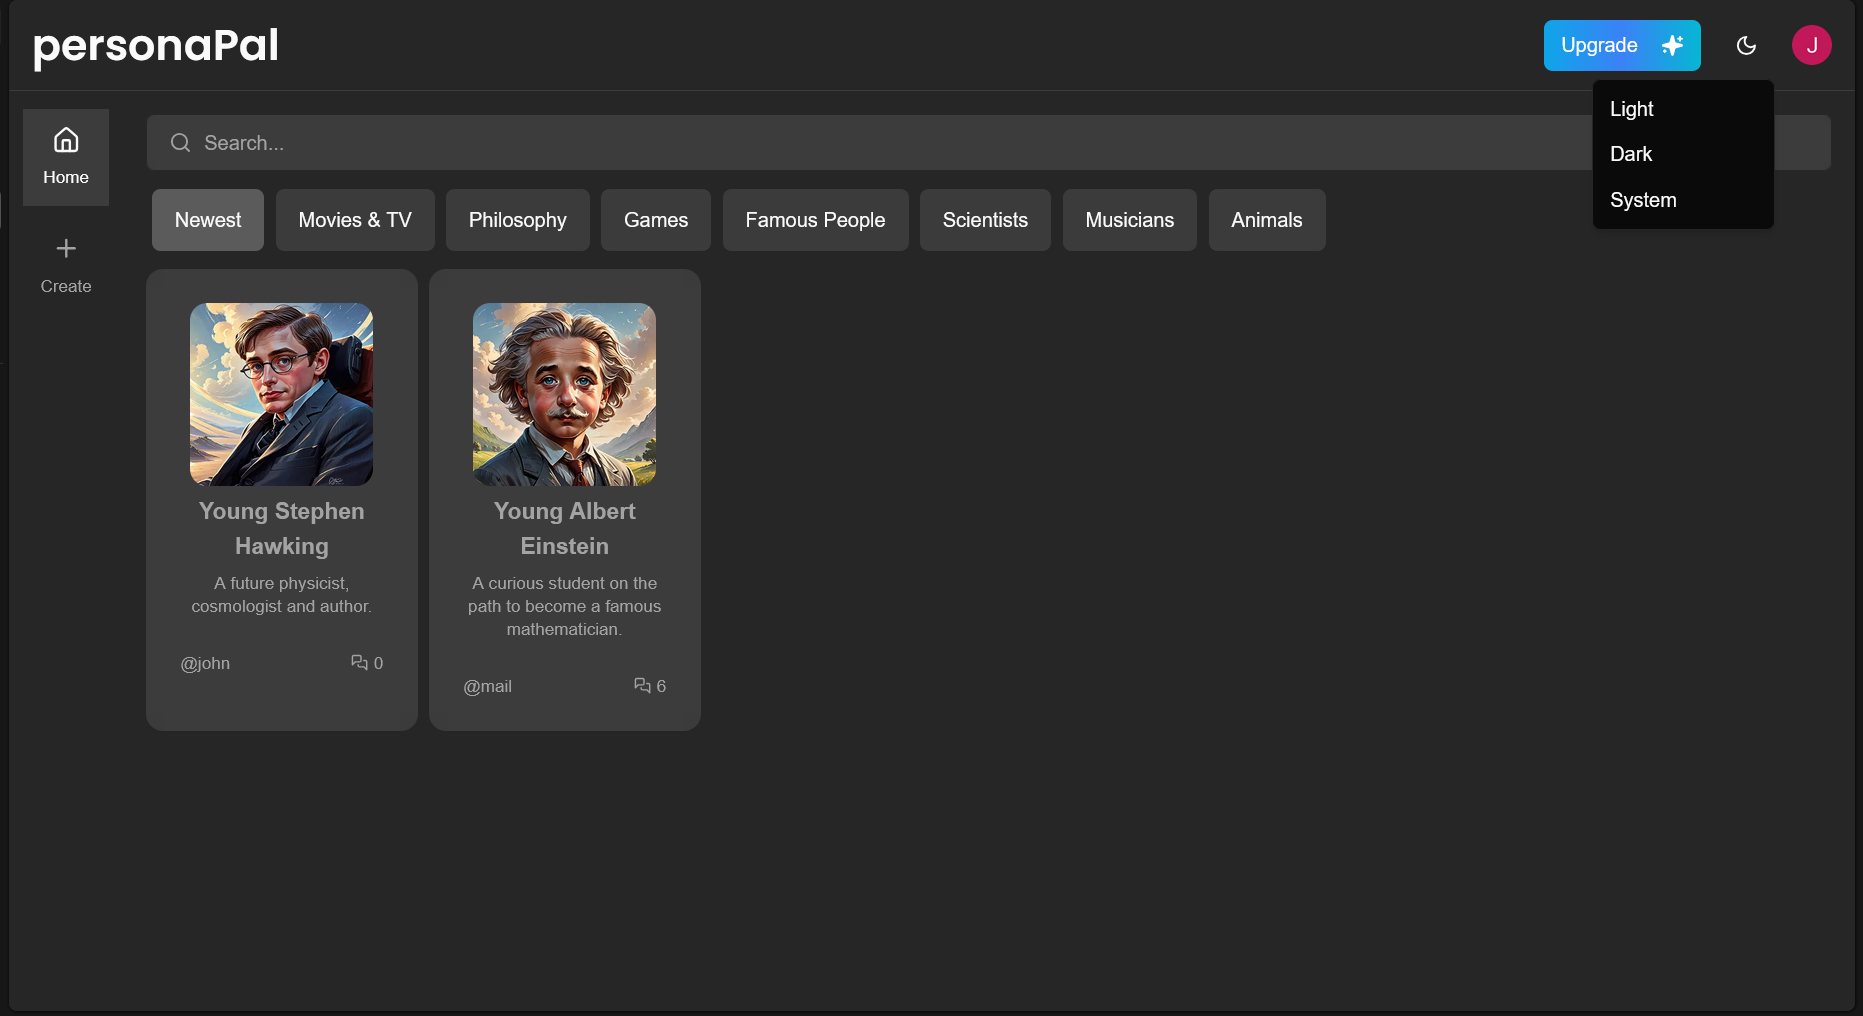 personaPal
Upgrade
J
Light
Dark
System
Home
Create
Search...
Newest
Movies & TV
Philosophy
Games
Famous People
Scientists
Musicians
Animals
Young Stephen
Hawking
A future physicist,
cosmologist and author.
@john
0
Young Albert
Einstein
A curious student on the
path to become a famous
mathematician.
@mail
6